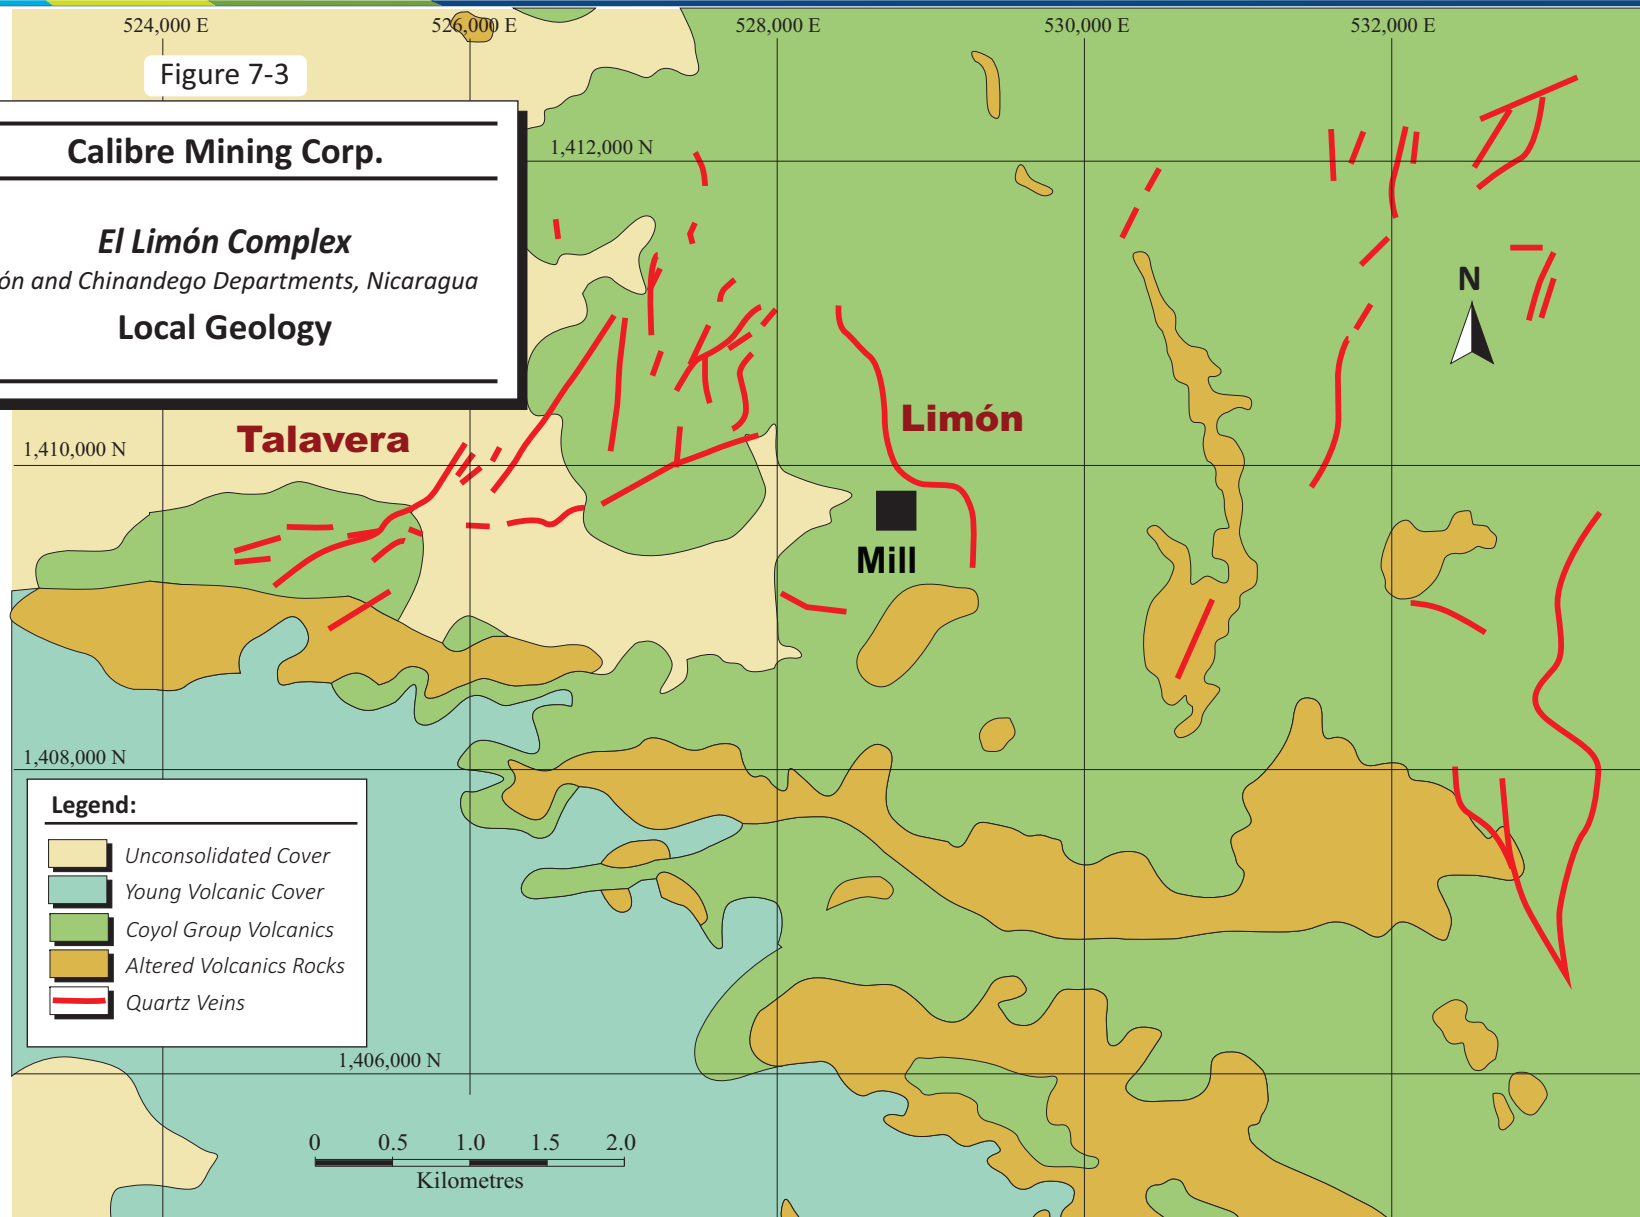 524,000 E
526,000 E
528,000 E
530,000 E
532,000 E
Figure 7-3
Calibre Mining Corp.
El Limón Complex
ón and Chinandego Departments, Nicaragua
Local Geology
1,412,000 N
N
Talavera
Limón
1,410,000 N
Mill
1,408,000 N
Legend:
Unconsolidated Cover
Young Volcanic Cover
Coyol Group Volcanics
Altered Volcanics Rocks
Quartz Veins
1,406,000 N
0 0.5 1.0 1.5 2.0
Kilometres